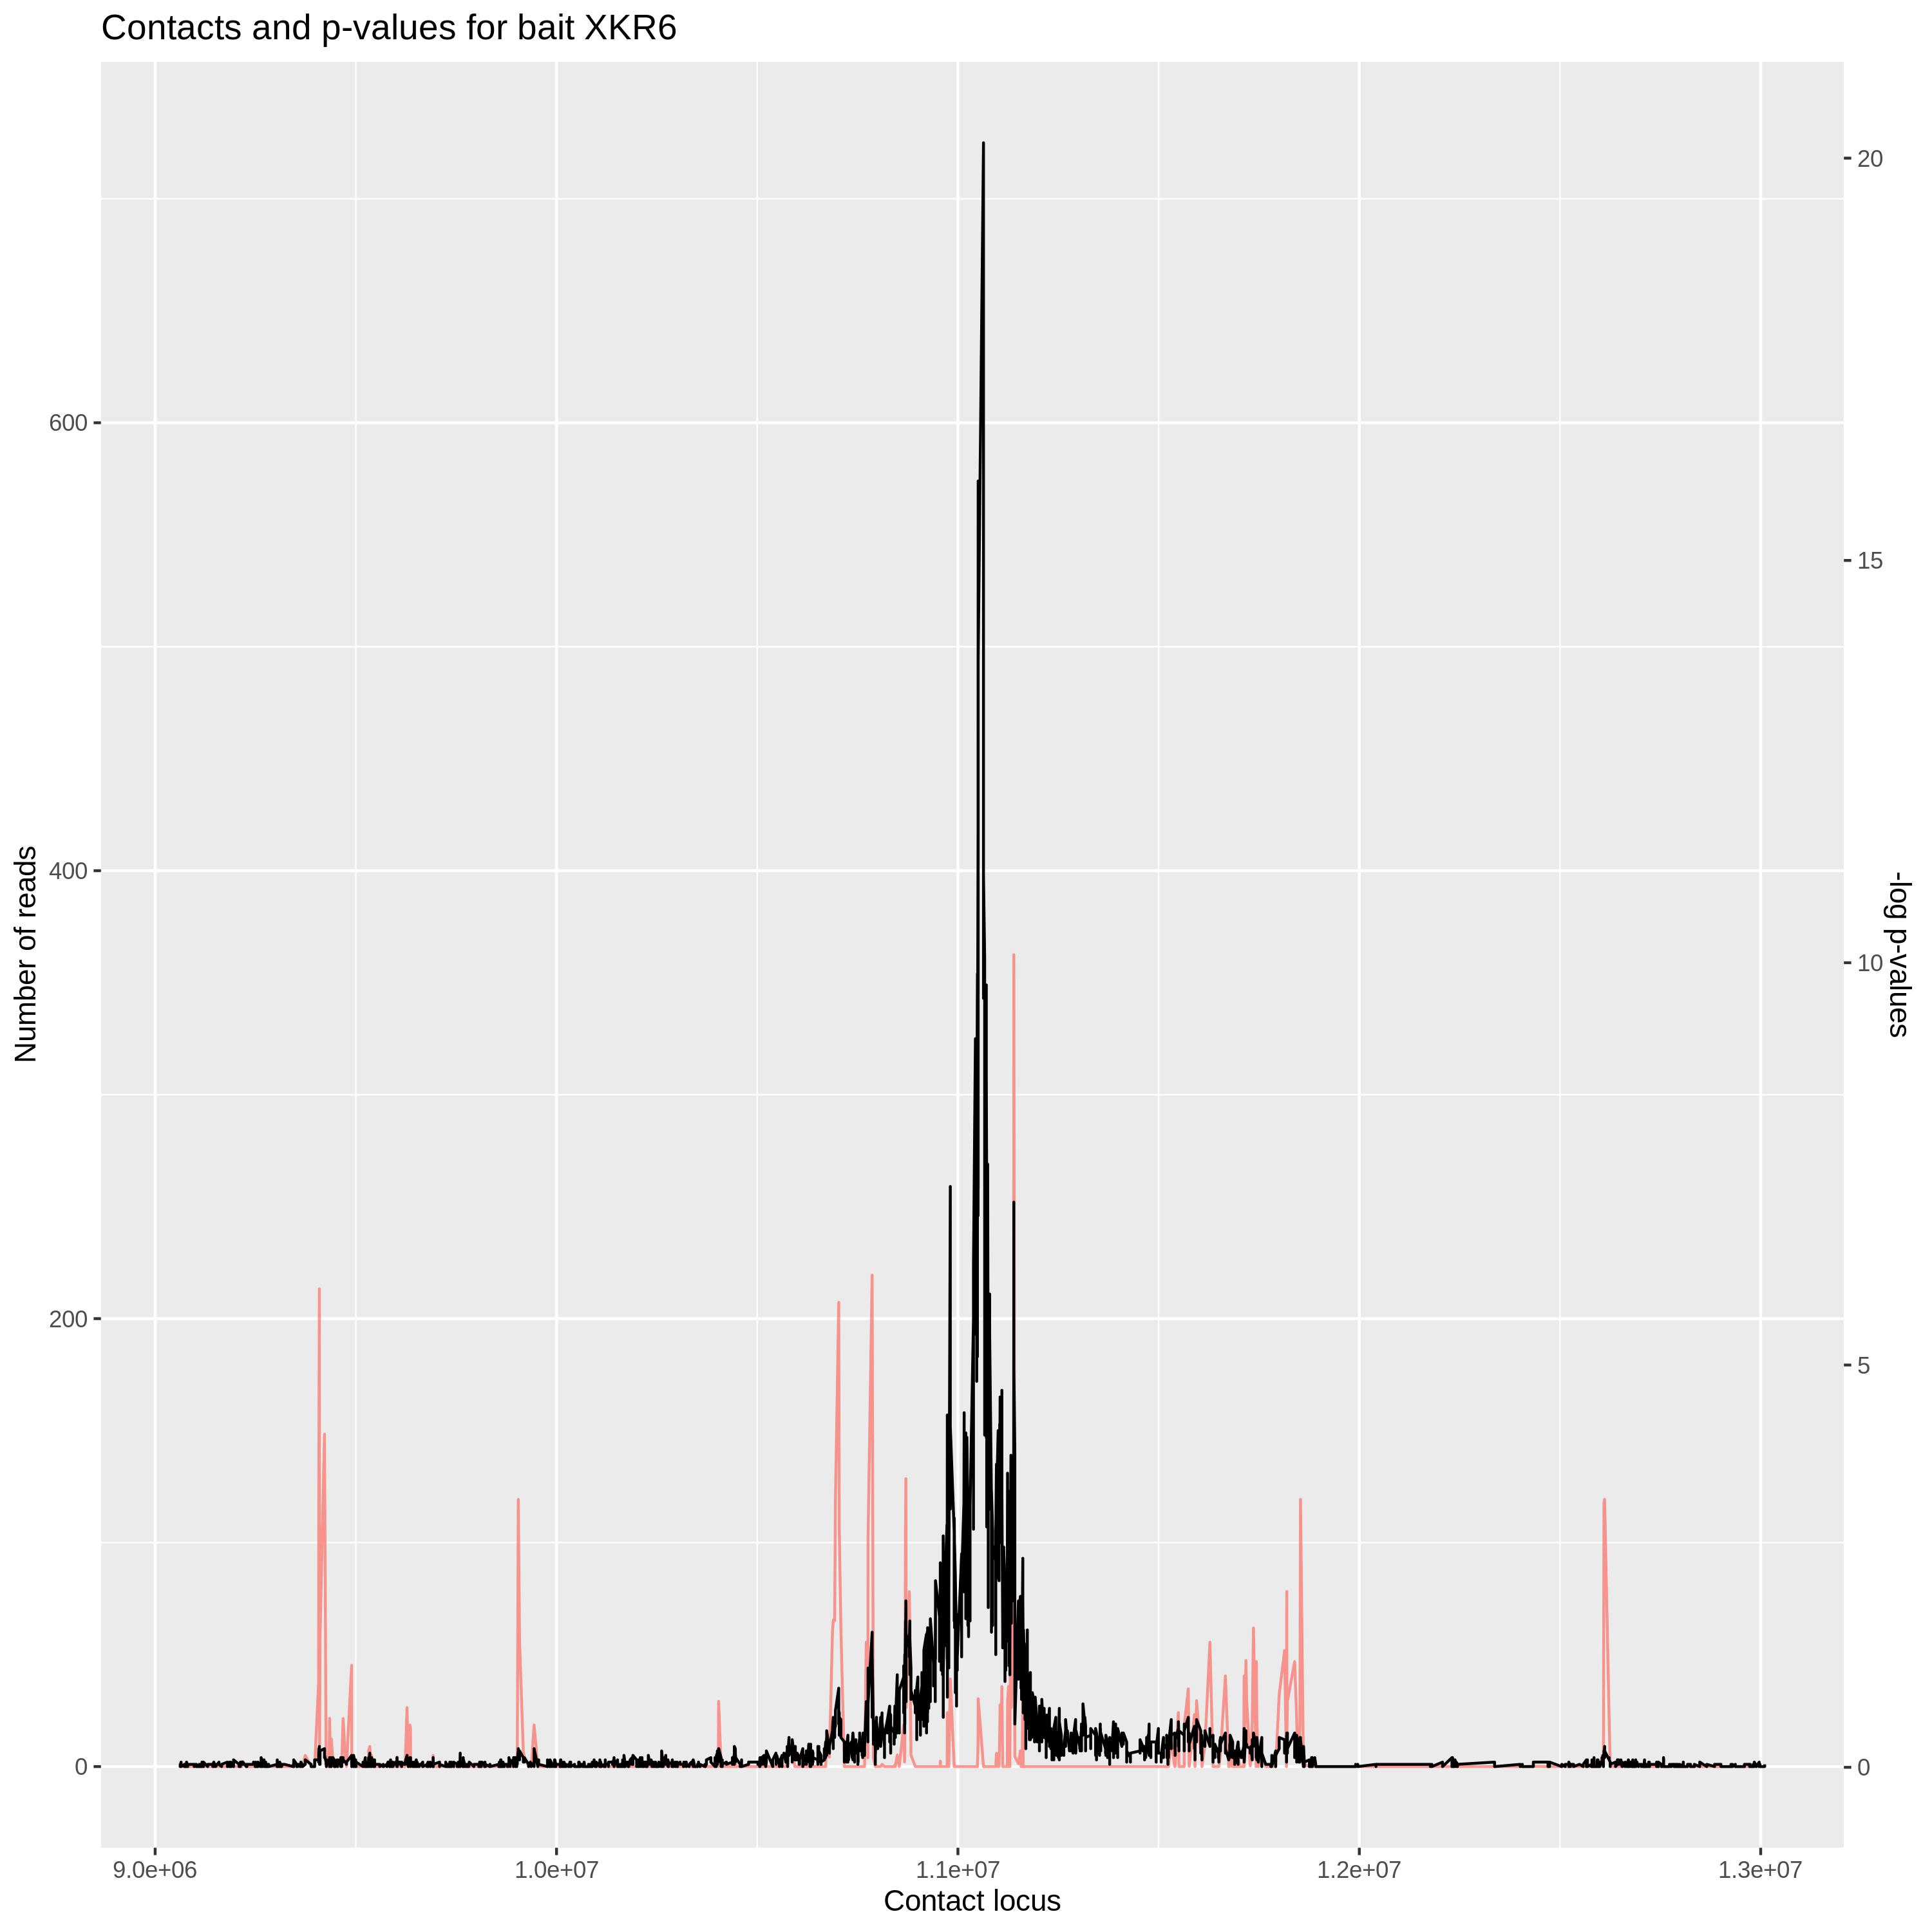 Contacts and p-values for bait XKR6
20
600
15
400
10
200
5
0
0
Number of reads
-log p-values
9.0e+06
1.0e+07
1.1e+07
1.2e+07
1.3e+07
Contact locus